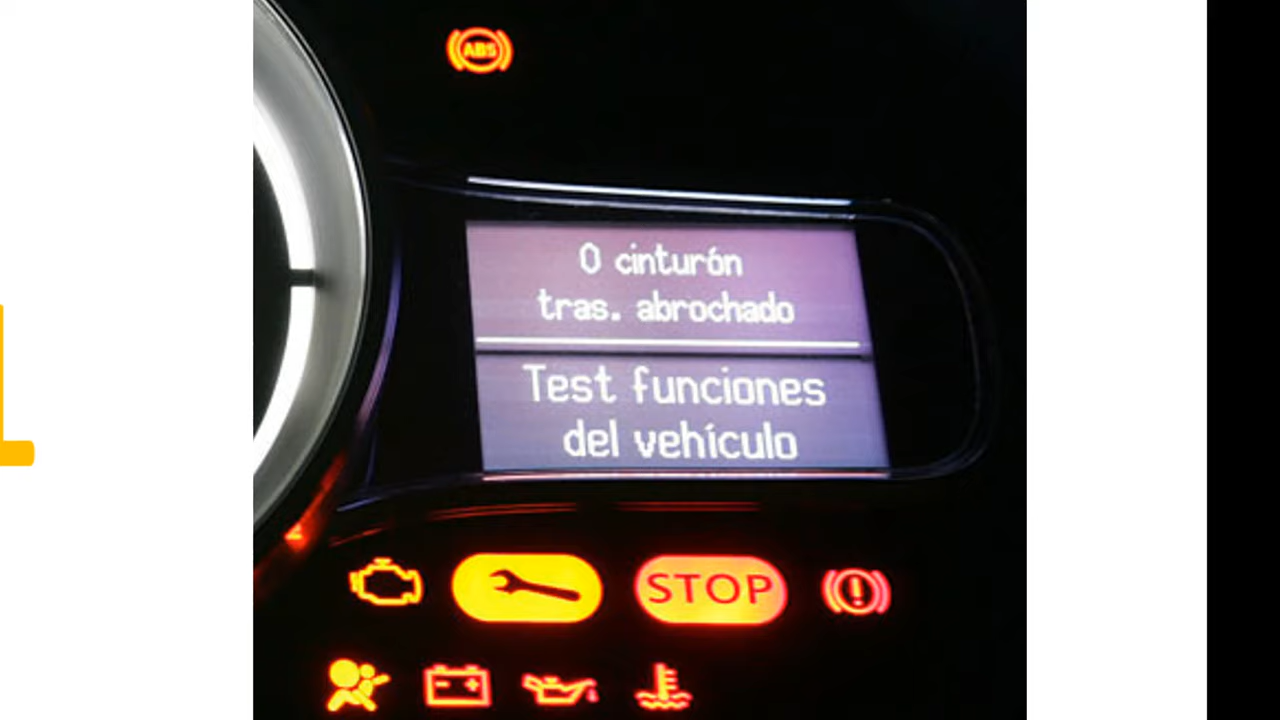 ABS
0 cinturón
tras. abrochado
Test funciones
del vehículo
STOP